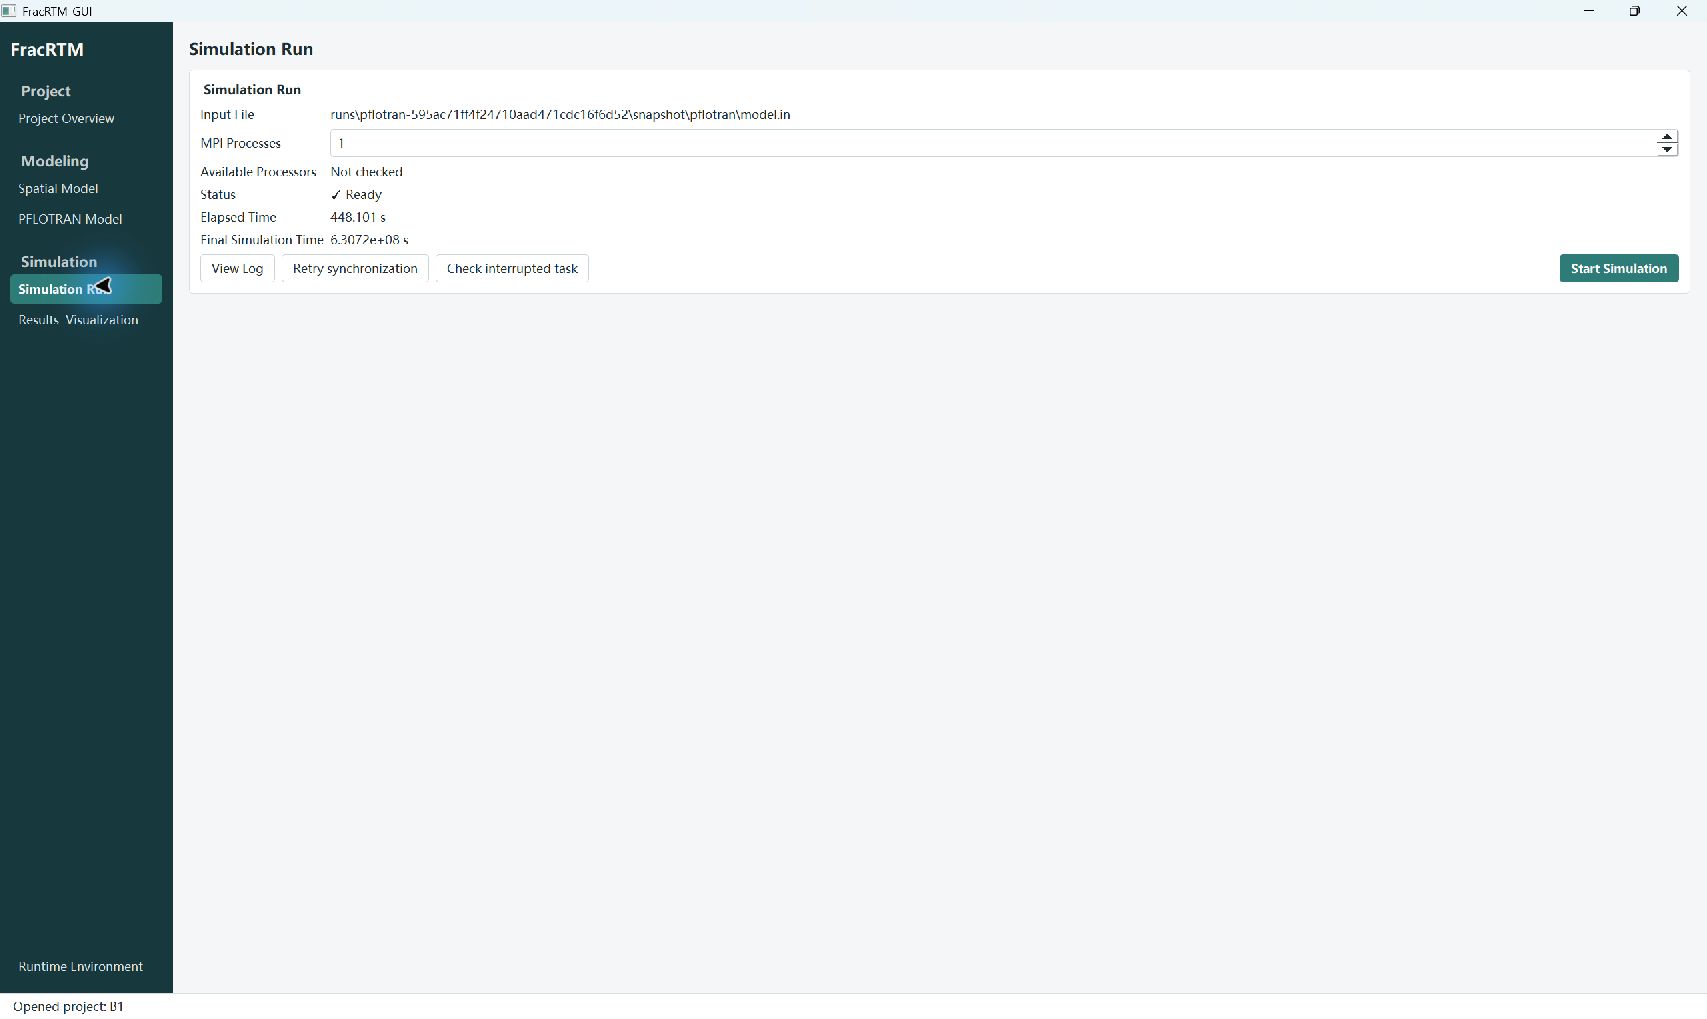 FracRTM GUI
FracRTM
Project
Project Overview
Modeling
Spatial Model
PFLOTRAN Model
Simulation
Simulation Run
Results Visualization
Runtime Environment
Simulation Run
Simulation Run
Input File runs\pflotran-595ac71ff4f24710aad471cdc16f6d52\snapshot\pflotran\model.in
MPI Processes 1
Available Processors Not checked
Status ✓ Ready
Elapsed Time 448.101 s
Final Simulation Time 6.3072e+08 s
View Log Retry synchronization Check interrupted task Start Simulation
Opened project: B1